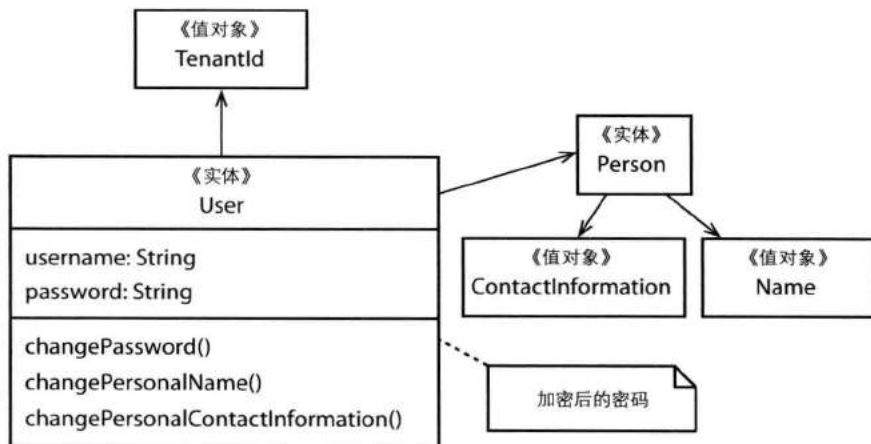 《值对象》
TenantId
《实体》
User
username: String
password: String
changePassword()
changePersonalName()
changePersonalContactInformation()
《实体》
Person
《值对象》
ContactInformation
《值对象》
Name
加密后的密码